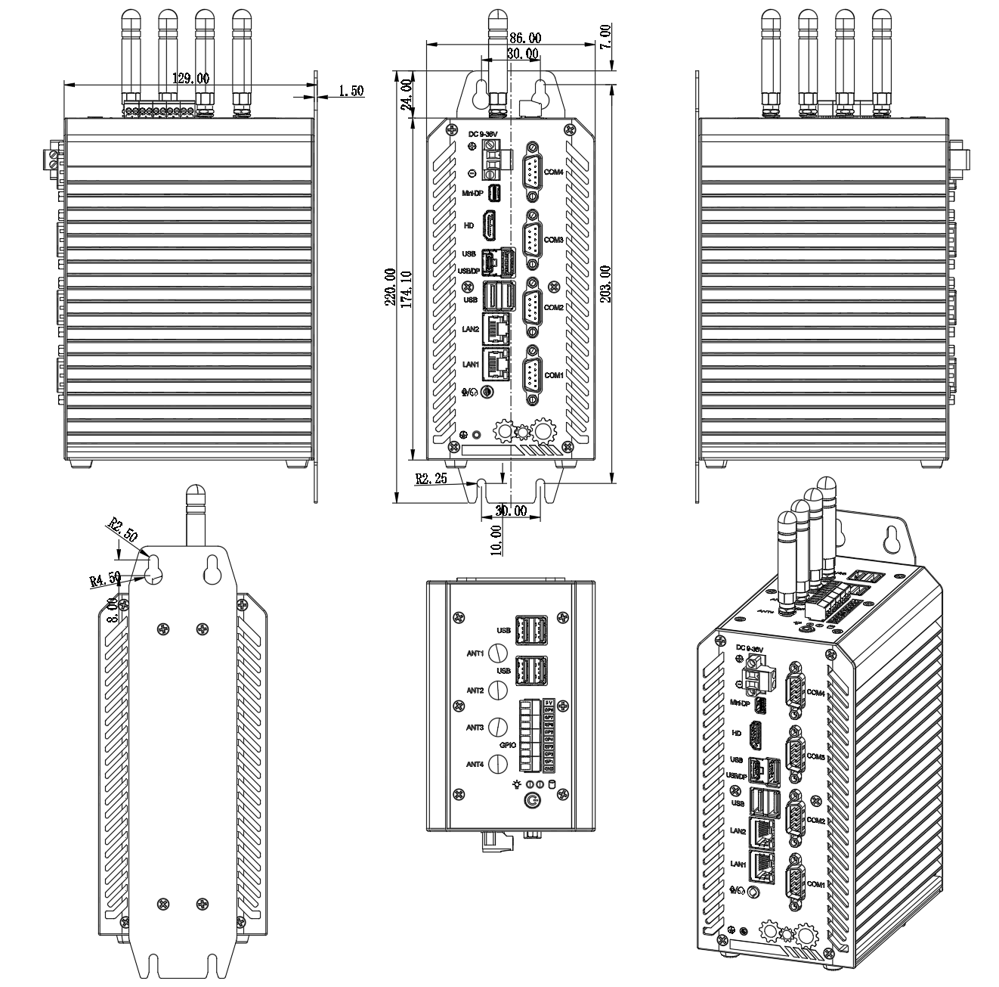 129.00
1.50
86.00
30.00
7.00
24.00
220.00
174.10
203.00
DC 9-36V
COM4
Mini-DP
HD
COM3
USB
USB/DP
USB
COM2
LAN2
LAN1
COM1
R2.25
30.00
10.00
R2.50
R4.50
8.00
USB
ANT1
USB
ANT2
5V
ANT3
GPIO
ANT4
DC 9-36V
COM4
Mini-DP
HD
COM3
USB
USB/DP
USB
COM2
LAN2
LAN1
COM1